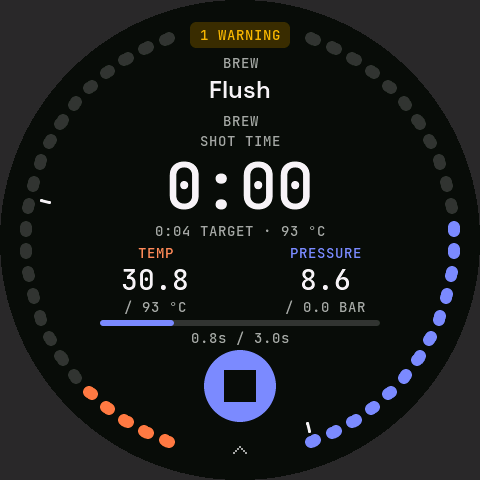 1 WARNING
BREW
Flush
BREW
SHOT TIME
0:00
0:04 TARGET · 93 °C
TEMP PRESSURE
30.8 8.6
/ 93 °C / 0.0 BAR
0.8s / 3.0s